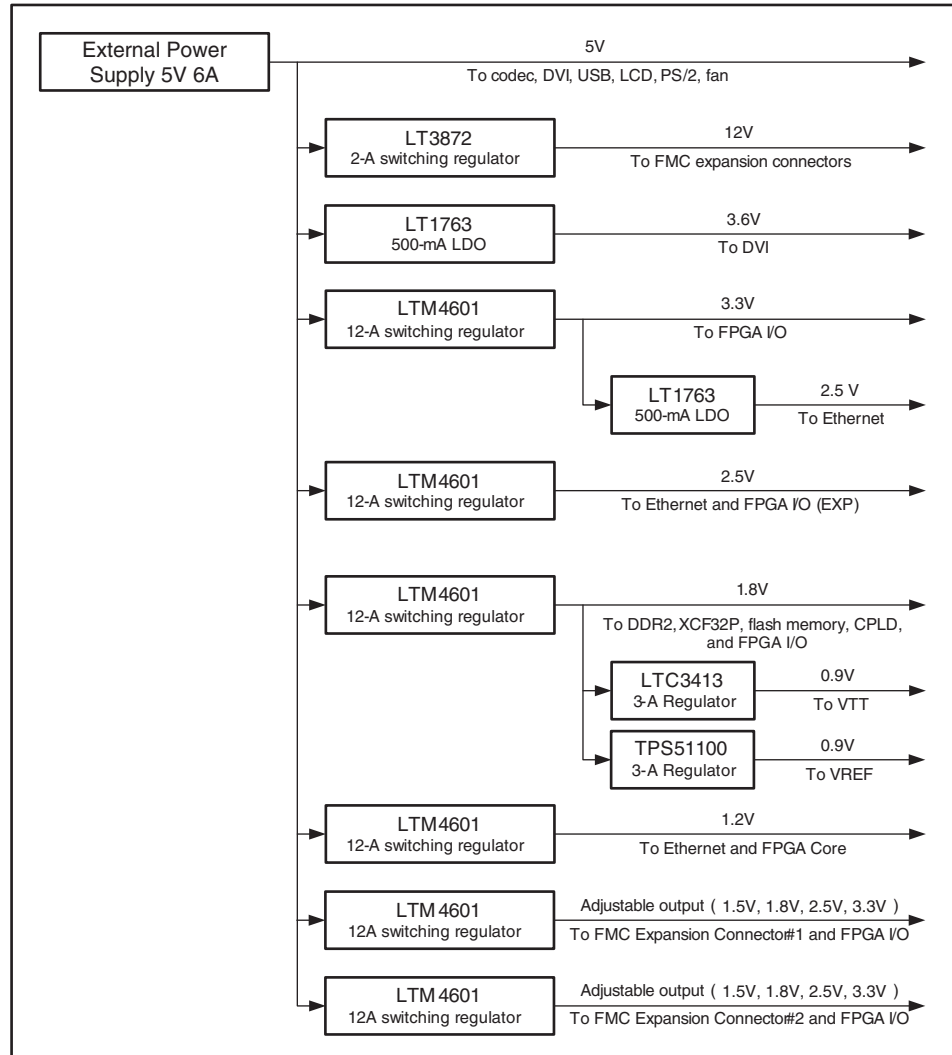 External Power
Supply 5V 6A
5V
To codec, DVI, USB, LCD, PS/2, fan
LT3872
2-A switching regulator
12V
To FMC expansion connectors
LT1763
500-mA LDO
3.6V
To DVI
LTM4601
12-A switching regulator
3.3V
To FPGA I/O
LT1763
500-mA LDO
2.5 V
To Ethernet
LTM4601
12-A switching regulator
2.5V
To Ethernet and FPGA I/O (EXP)
LTM4601
12-A switching regulator
1.8V
To DDR2, XCF32P, flash memory, CPLD,
and FPGA I/O
LTC3413
3-A Regulator
0.9V
To VTT
TPS51100
3-A Regulator
0.9V
To VREF
LTM4601
12-A switching regulator
1.2V
To Ethernet and FPGA Core
LTM4601
12A switching regulator
Adjustable output ( 1.5V, 1.8V, 2.5V, 3.3V )
To FMC Expansion Connector#1 and FPGA I/O
LTM4601
12A switching regulator
Adjustable output ( 1.5V, 1.8V, 2.5V, 3.3V )
To FMC Expansion Connector#2 and FPGA I/O